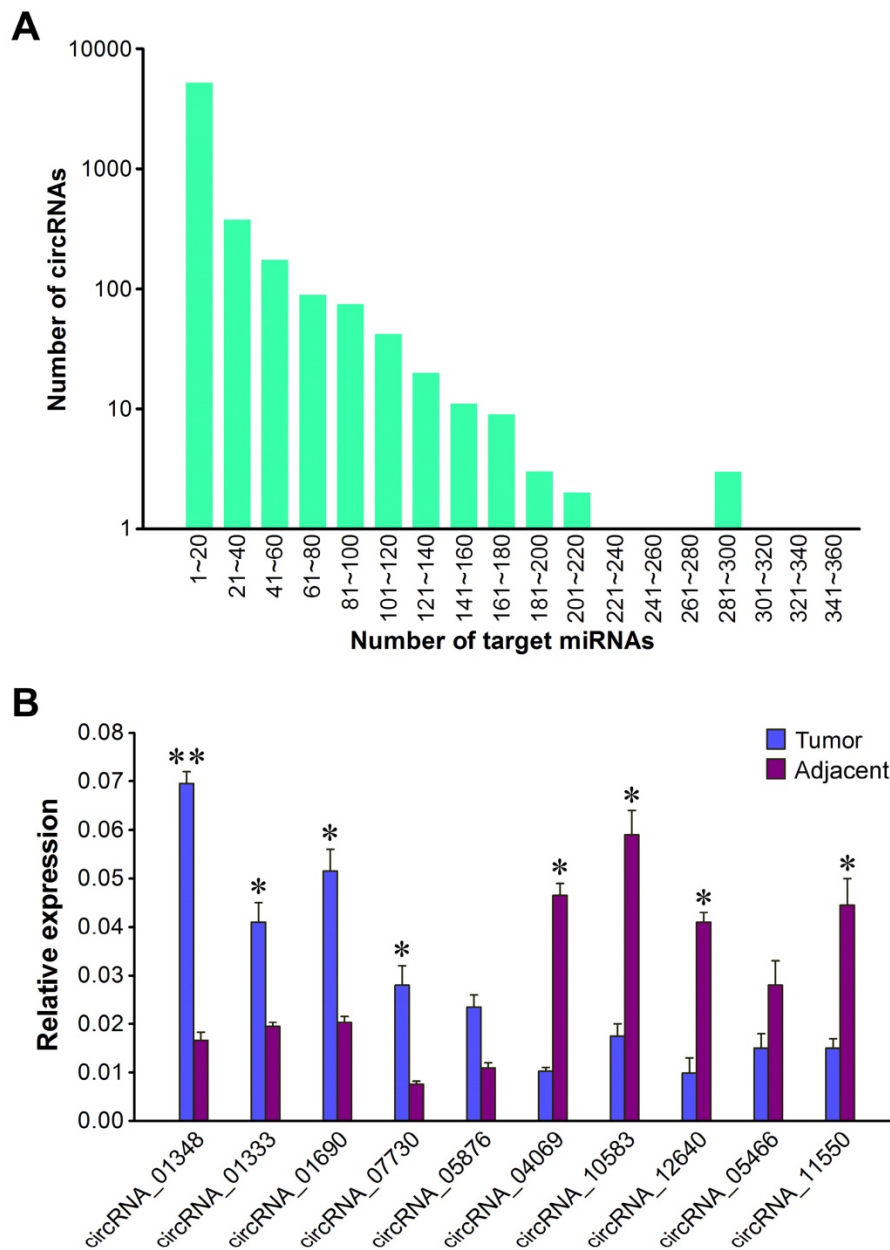 A
10000
1000
100
10
1
Number of circRNAs
1~20
21~40
41~60
61~80
81~100
101~120
121~140
141~160
161~180
181~200
201~220
221~240
241~260
261~280
281~300
301~320
321~340
341~360
Number of target miRNAs
B
0.08
0.07
0.06
0.05
0.04
0.03
0.02
0.01
0.00
Relative expression
**
*
*
*
*
*
*
*
Tumor
Adjacent
circRNA_01348
circRNA_01333
circRNA_01690
circRNA_07730
circRNA_05876
circRNA_04069
circRNA_10583
circRNA_12640
circRNA_05466
circRNA_11550